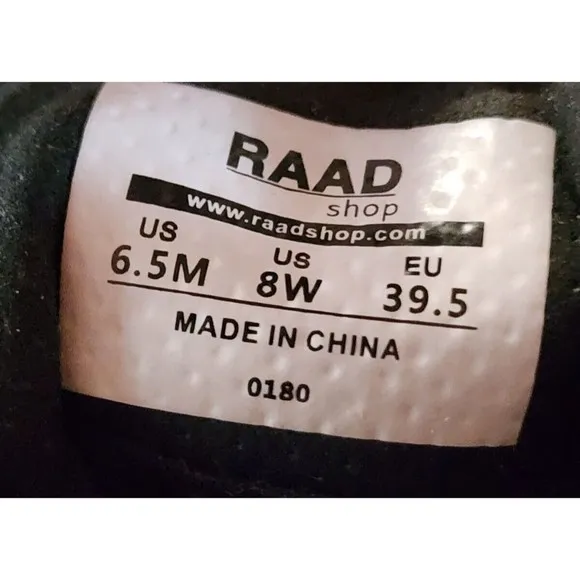 RAAD
shop
www.raadshop.com
US US EU
6.5M 8W 39.5
MADE IN CHINA
0180